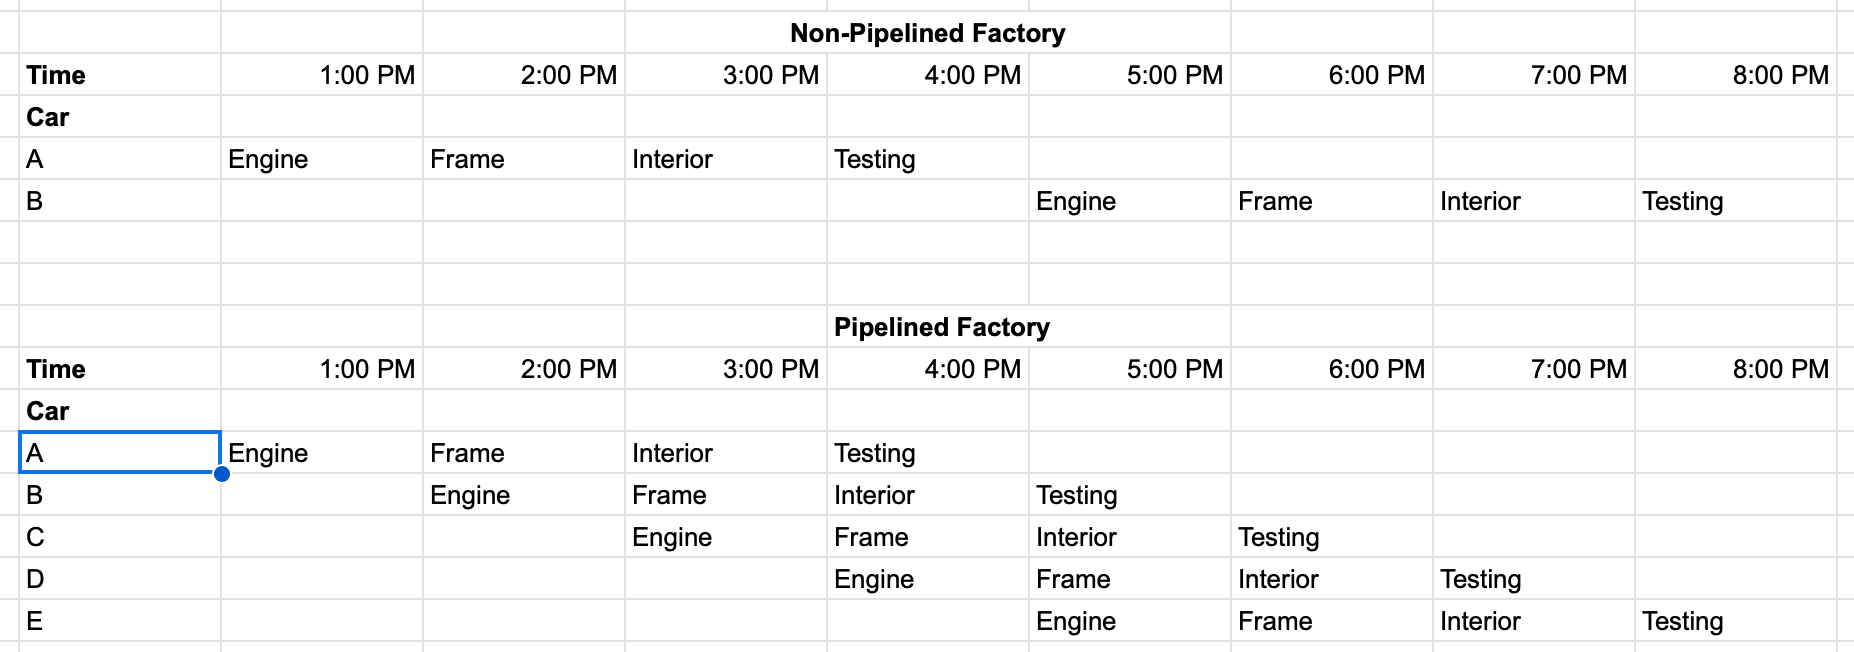 Non-Pipelined Factory
Time 1:00 PM 2:00 PM 3:00 PM 4:00 PM 5:00 PM 6:00 PM 7:00 PM 8:00 PM
Car
A Engine Frame Interior Testing
B Engine Frame Interior Testing
Pipelined Factory
Time 1:00 PM 2:00 PM 3:00 PM 4:00 PM 5:00 PM 6:00 PM 7:00 PM 8:00 PM
Car
A Engine Frame Interior Testing
B Engine Frame Interior Testing
C Engine Frame Interior Testing
D Engine Frame Interior Testing
E Engine Frame Interior Testing